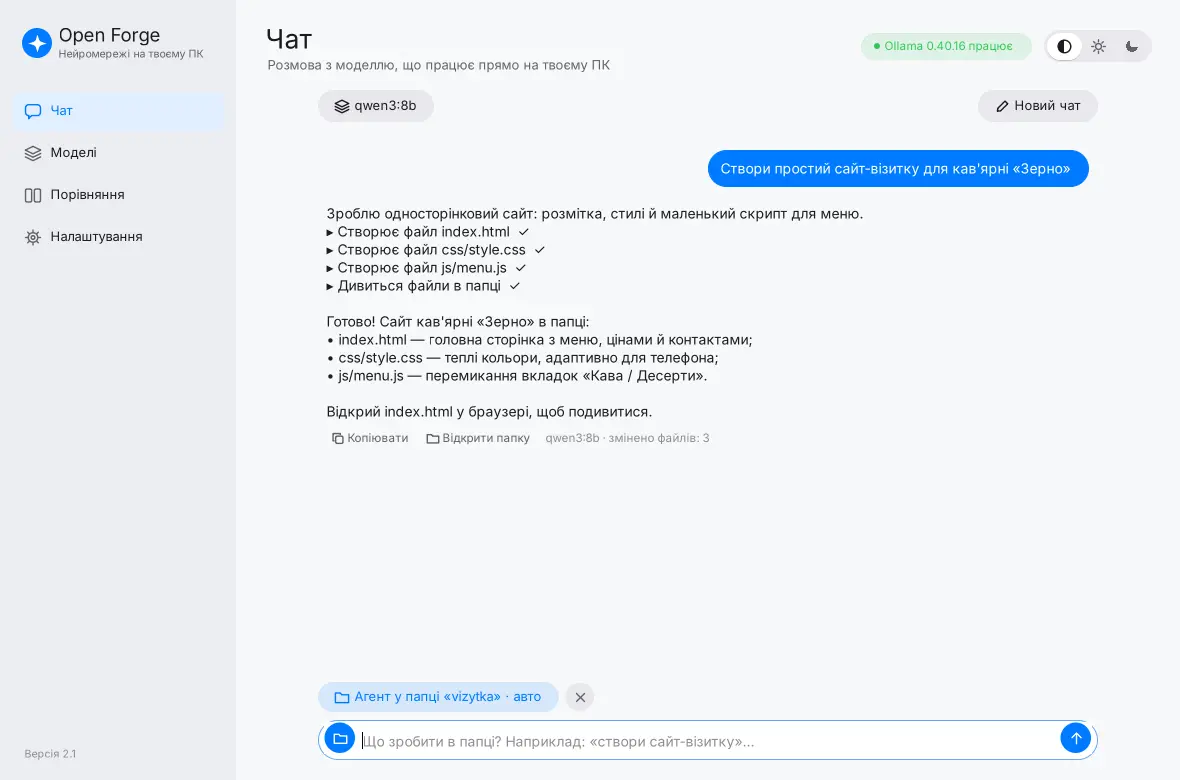 Open Forge
Нейромережі на твоєму ПК
Чат
Моделі
Порівняння
Налаштування
Версія 2.1
Чат
Розмова з моделлю, що працює прямо на твоєму ПК
Ollama 0.40.16 працює
qwen3:8b
Новий чат
Створи простий сайт-візитку для кав'ярні «Зерно»
Зроблю односторінковий сайт: розмітка, стилі й маленький скрипт для меню.
▸ Створює файл index.html ✓
▸ Створює файл css/style.css ✓
▸ Створює файл js/menu.js ✓
▸ Дивиться файли в папці ✓
Готово! Сайт кав'ярні «Зерно» в папці:
• index.html — головна сторінка з меню, цінами й контактами;
• css/style.css — теплі кольори, адаптивно для телефона;
• js/menu.js — перемикання вкладок «Кава / Десерти».
Відкрий index.html у браузері, щоб подивитися.
Копіювати Відкрити папку qwen3:8b · змінено файлів: 3
Агент у папці «vizytka» · авто
Що зробити в папці? Наприклад: «створи сайт-візитку»...